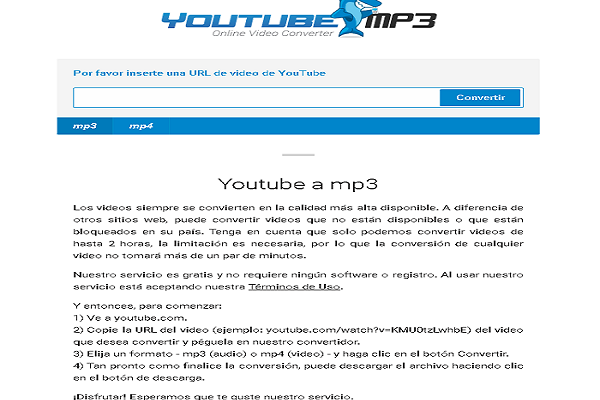 YOUTUBE MP3
Online Video Converter
Por favor inserte una URL de video de YouTube
Convertir
mp3 mp4
Youtube a mp3
Los videos siempre se convierten en la calidad más alta disponible. A diferencia de
otros sitios web, puede convertir videos que no están disponibles o que están
bloqueados en su país. Tenga en cuenta que solo podemos convertir videos de
hasta 2 horas, la limitación es necesaria, por lo que la conversión de cualquier
video no tomará más de un par de minutos.
Nuestro servicio es gratis y no requiere ningún software o registro. Al usar nuestro
servicio está aceptando nuestra Términos de Uso.
Y entonces, para comenzar:
1) Ve a youtube.com.
2) Copie la URL del video (ejemplo: youtube.com/watch?v=KMU0tzLwhbE) del video
que desea convertir y péguela en nuestro convertidor.
3) Elija un formato - mp3 (audio) o mp4 (video) - y haga clic en el botón Convertir.
4) Tan pronto como finalice la conversión, puede descargar el archivo haciendo clic
en el botón de descarga.
¡Disfrutar! Esperamos que te guste nuestro servicio.